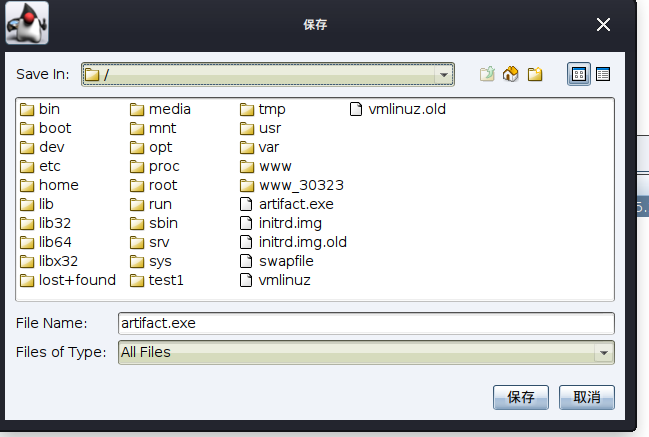 保存
Save In: /
bin media tmp vmlinuz.old
boot mnt usr
dev opt var
etc proc www
home root www_30323
lib run artifact.exe
lib32 sbin initrd.img
lib64 srv initrd.img.old
libx32 sys swapfile
lost+found test1 vmlinuz
File Name: artifact.exe
Files of Type: All Files
保存 取消